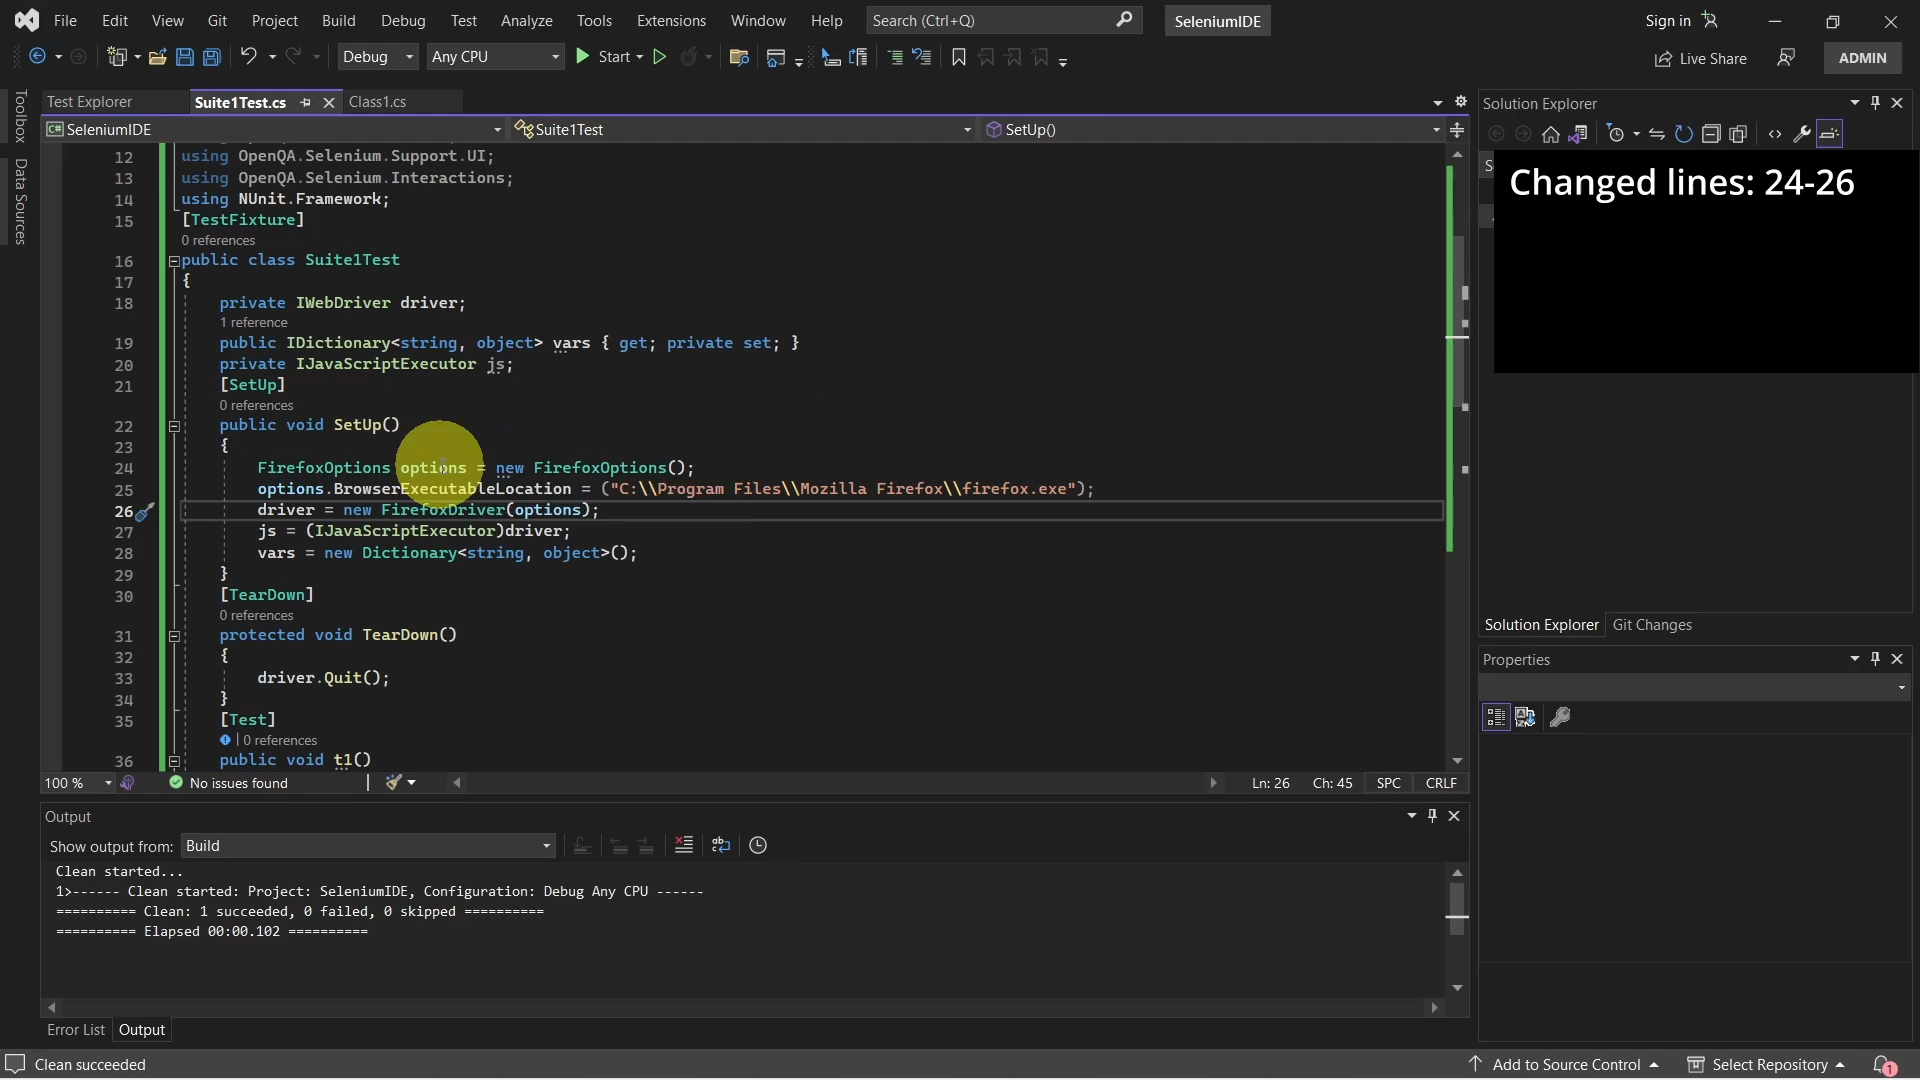 File Edit View Git Project Build Debug Test Analyze Tools Extensions Window Help Search (Ctrl+Q) SeleniumIDE Sign in
Debug Any CPU Start Live Share ADMIN
Toolbox
Data Sources
Test Explorer Suite1Test.cs Class1.cs
SeleniumIDE Suite1Test SetUp()
12 using OpenQA.Selenium.Support.UI;
13 using OpenQA.Selenium.Interactions;
14 using NUnit.Framework;
15 [TestFixture]
0 references
16 public class Suite1Test
17 {
18 private IWebDriver driver;
1 reference
19 public IDictionary<string, object> vars { get; private set; }
20 private IJavaScriptExecutor js;
21 [SetUp]
0 references
22 public void SetUp()
23 {
24 FirefoxOptions options = new FirefoxOptions();
25 options.BrowserExecutableLocation = ("C:\\Program Files\\Mozilla Firefox\\firefox.exe");
26 driver = new FirefoxDriver(options);
27 js = (IJavaScriptExecutor)driver;
28 vars = new Dictionary<string, object>();
29 }
30 [TearDown]
0 references
31 protected void TearDown()
32 {
33 driver.Quit();
34 }
35 [Test]
0 references
36 public void t1()
100 % No issues found Ln: 26 Ch: 45 SPC CRLF
Output
Show output from: Build
Clean started...
1>------ Clean started: Project: SeleniumIDE, Configuration: Debug Any CPU ------
========== Clean: 1 succeeded, 0 failed, 0 skipped ==========
========== Elapsed 00:00.102 ==========
Error List Output
Solution Explorer
Changed lines: 24-26
Solution Explorer Git Changes
Properties
Clean succeeded Add to Source Control Select Repository 1